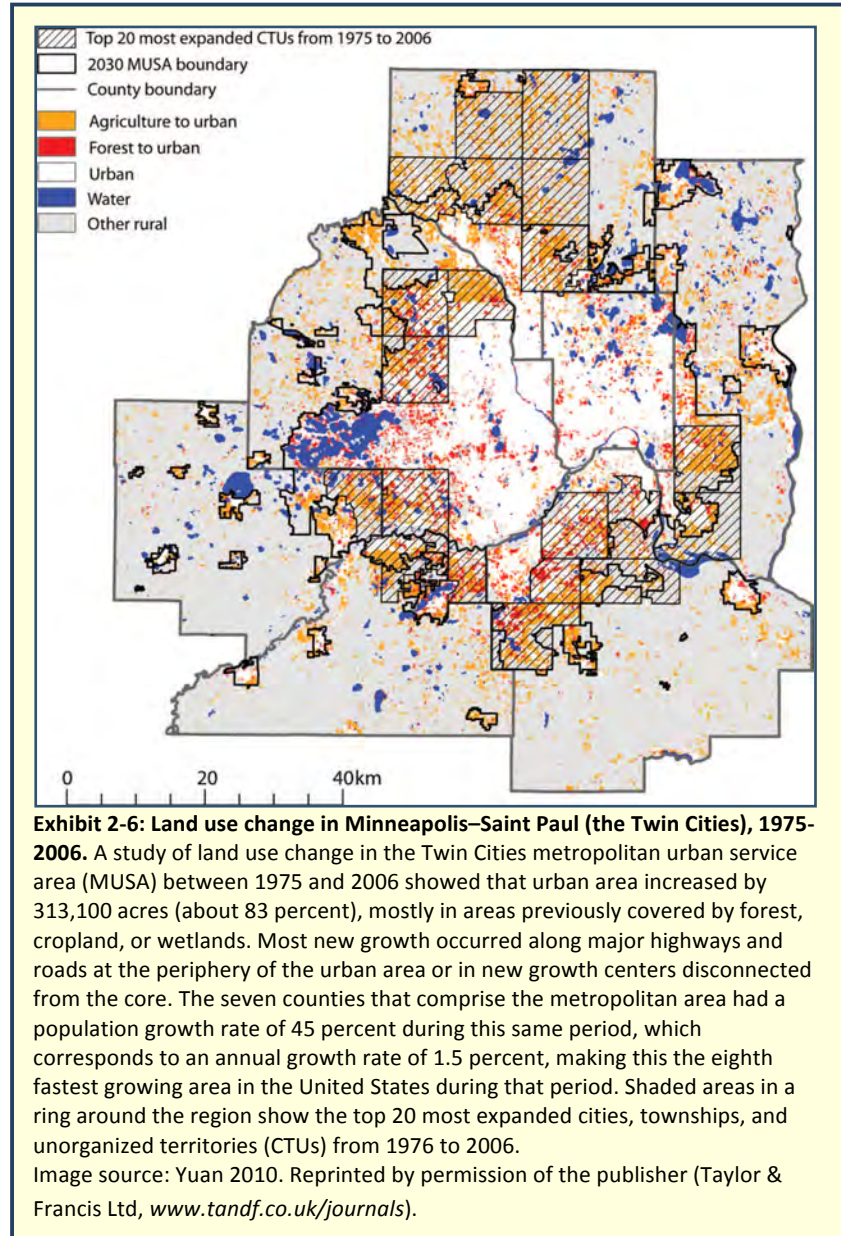 Top 20 most expanded CTUs from 1975 to 2006
2030 MUSA boundary
County boundary
Agriculture to urban
Forest to urban
Urban
Water
Other rural
0 20 40km
Exhibit 2-6: Land use change in Minneapolis–Saint Paul (the Twin Cities), 1975-
2006. A study of land use change in the Twin Cities metropolitan urban service
area (MUSA) between 1975 and 2006 showed that urban area increased by
313,100 acres (about 83 percent), mostly in areas previously covered by forest,
cropland, or wetlands. Most new growth occurred along major highways and
roads at the periphery of the urban area or in new growth centers disconnected
from the core. The seven counties that comprise the metropolitan area had a
population growth rate of 45 percent during this same period, which
corresponds to an annual growth rate of 1.5 percent, making this the eighth
fastest growing area in the United States during that period. Shaded areas in a
ring around the region show the top 20 most expanded cities, townships, and
unorganized territories (CTUs) from 1976 to 2006.
Image source: Yuan 2010. Reprinted by permission of the publisher (Taylor &
Francis Ltd, www.tandf.co.uk/journals).